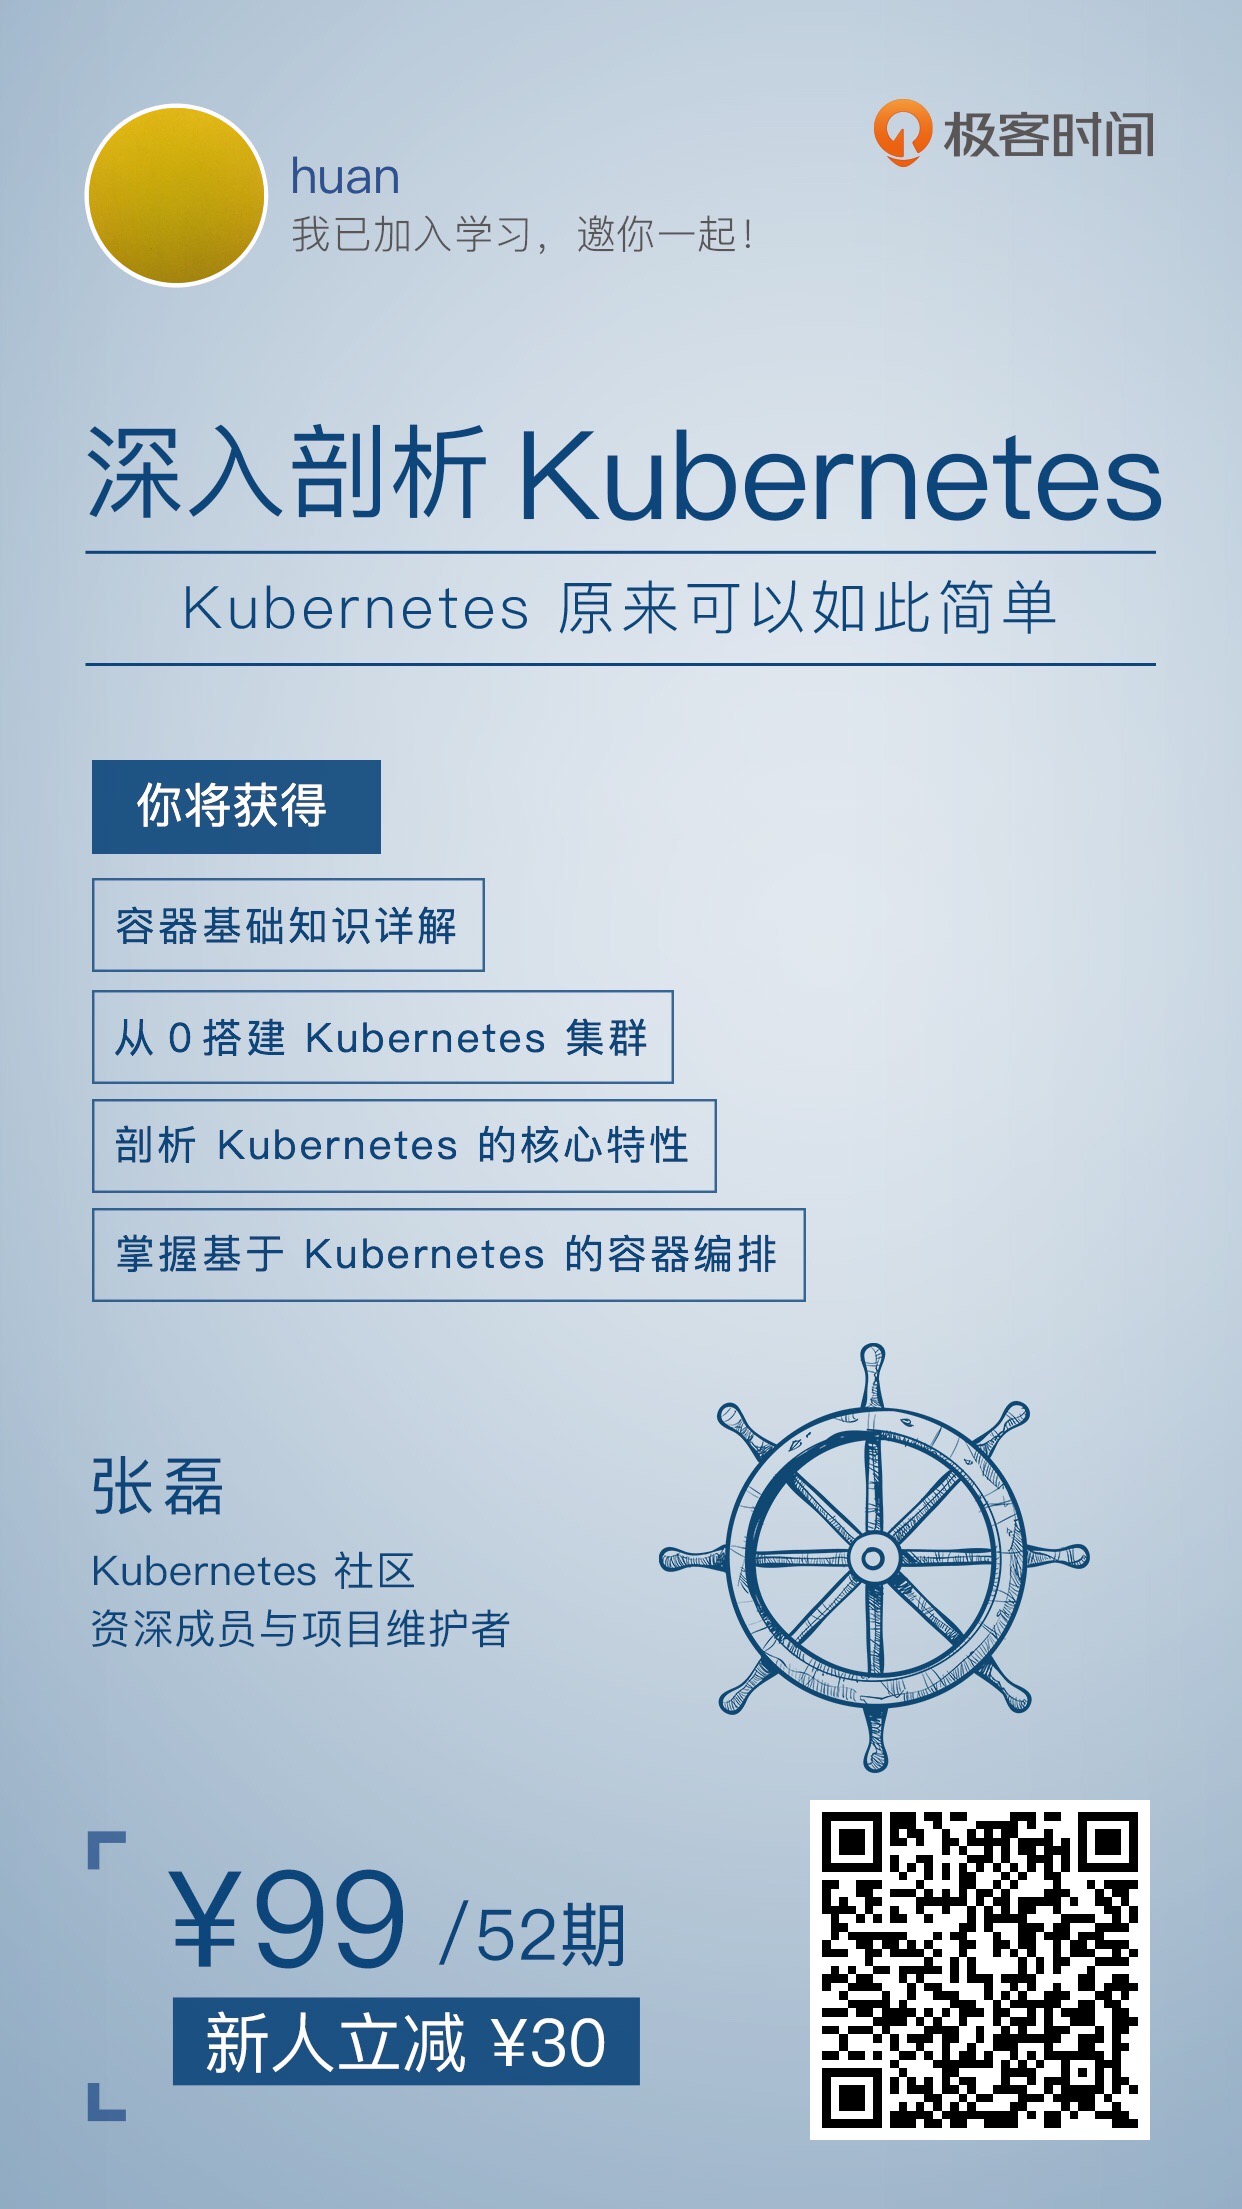 极客时间
huan
我已加入学习，邀你一起！
深入剖析 Kubernetes
Kubernetes 原来可以如此简单
你将获得
容器基础知识详解
从 0 搭建 Kubernetes 集群
剖析 Kubernetes 的核心特性
掌握基于 Kubernetes 的容器编排
张磊
Kubernetes 社区
资深成员与项目维护者
¥99 /52期
新人立减 ¥30